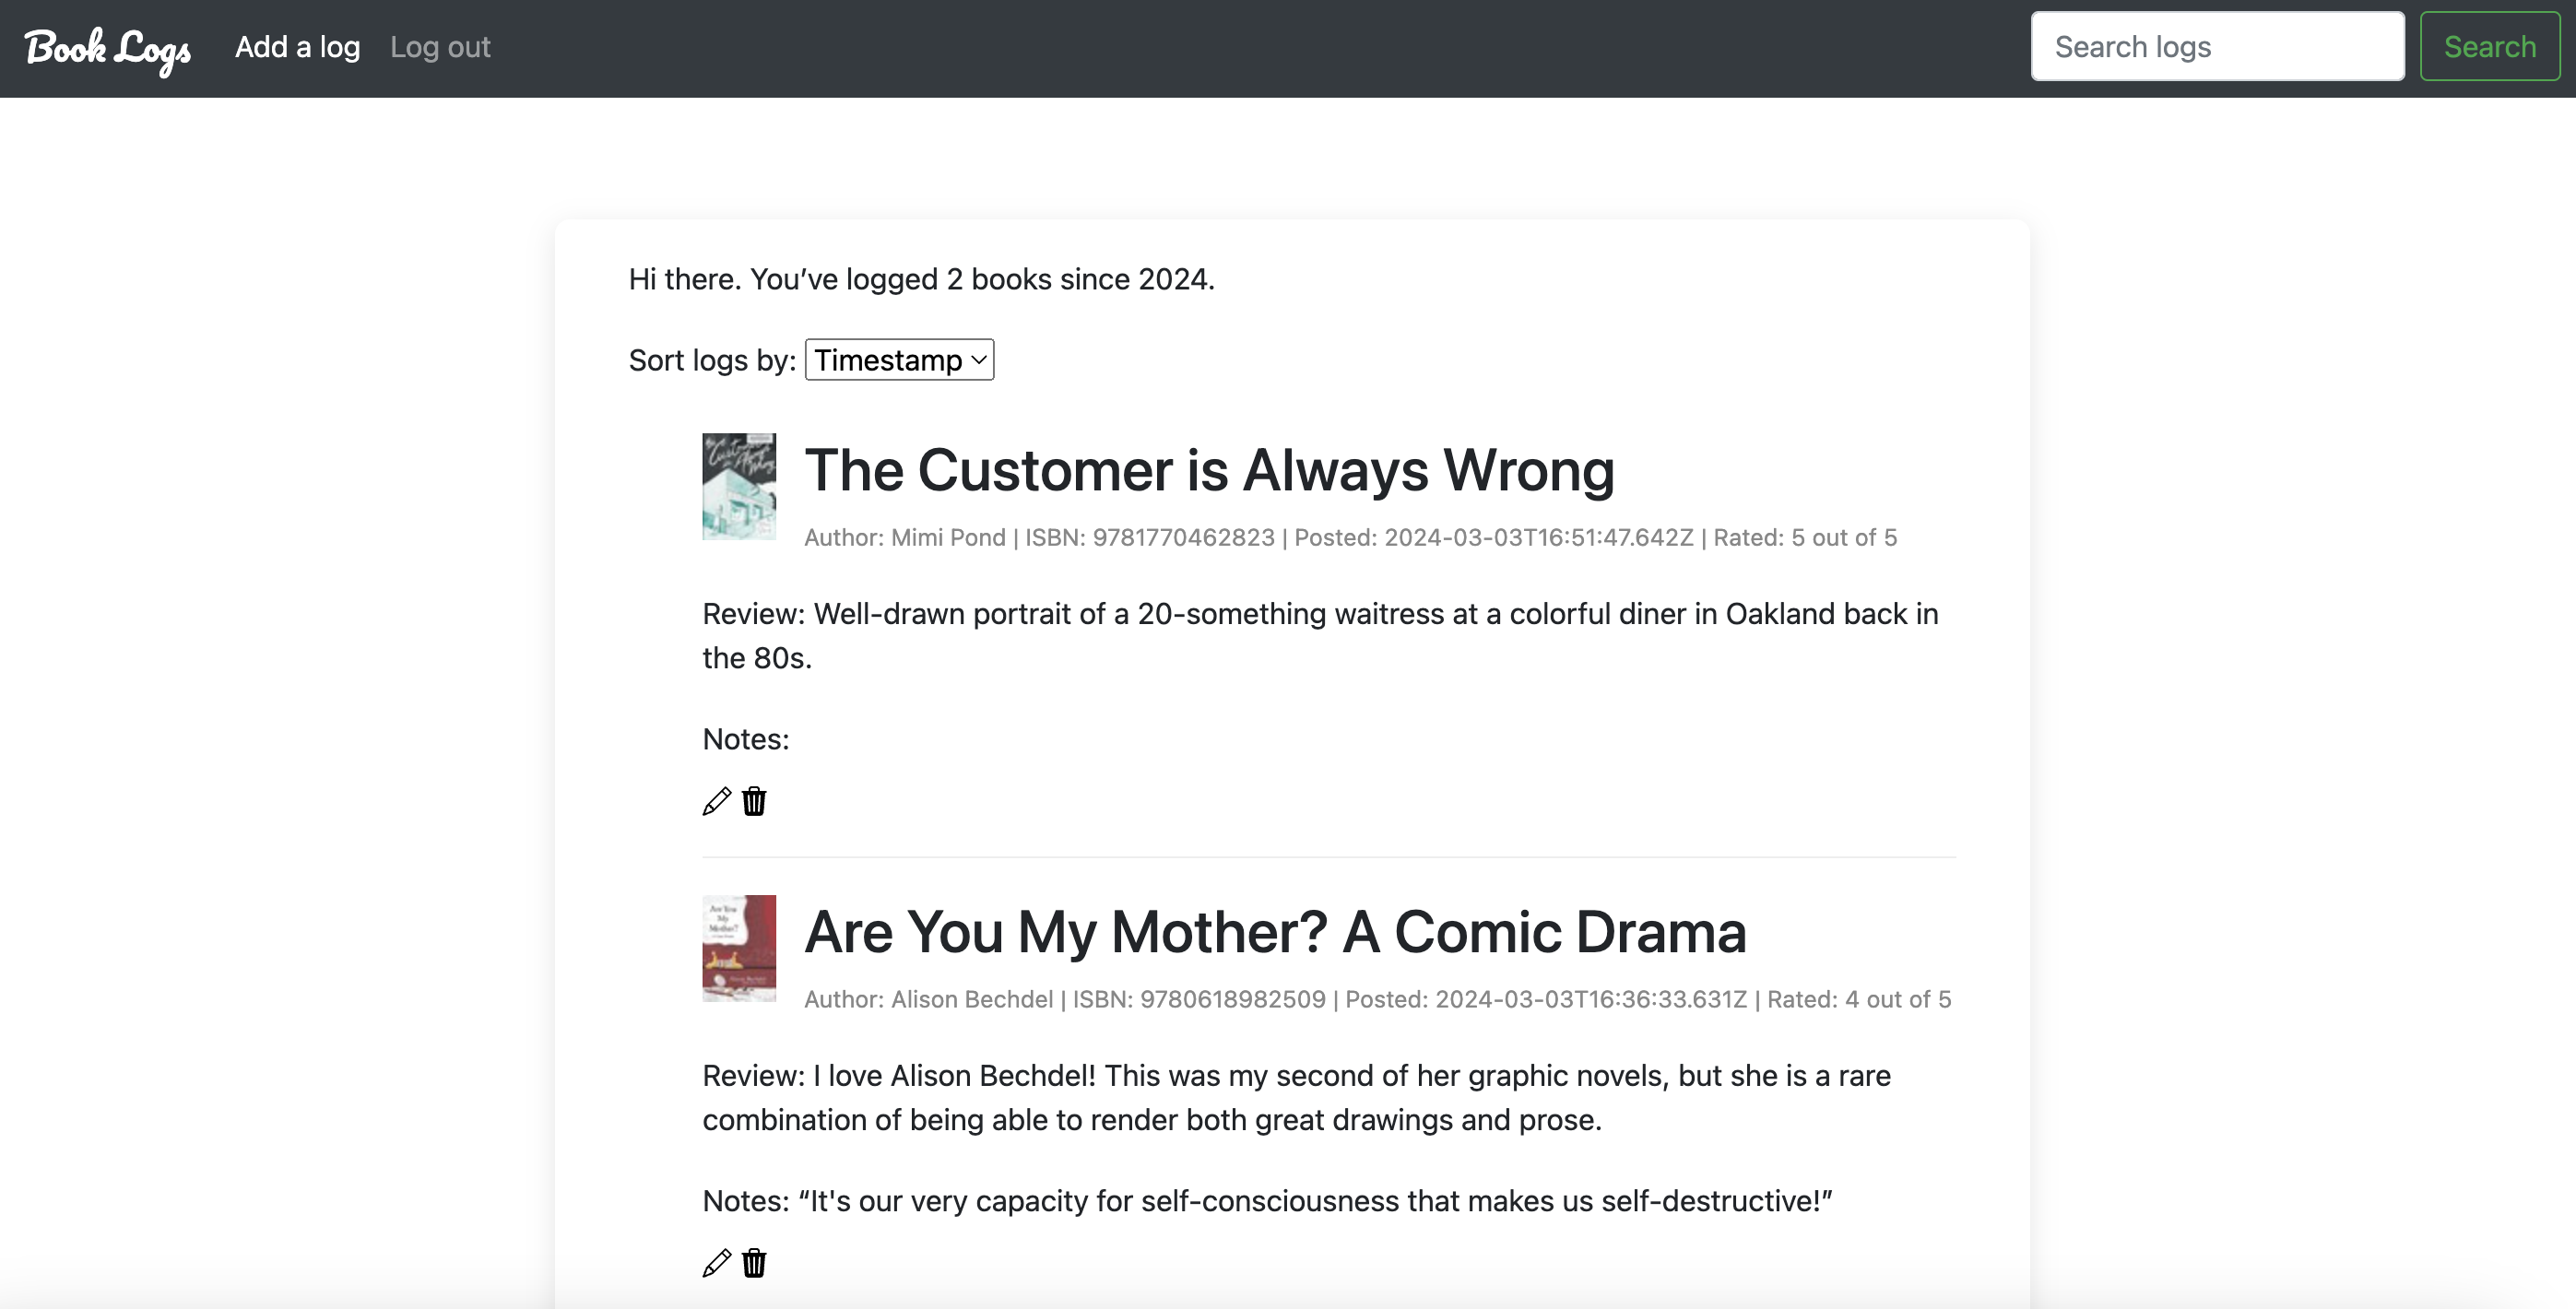 Book Logs Add a log Log out Search logs Search
Hi there. You’ve logged 2 books since 2024.
Sort logs by: Timestamp
The Customer is Always Wrong
Author: Mimi Pond | ISBN: 9781770462823 | Posted: 2024-03-03T16:51:47.642Z | Rated: 5 out of 5
Review: Well-drawn portrait of a 20-something waitress at a colorful diner in Oakland back in
the 80s.
Notes:
Are You
My
Mother?
Are You My Mother? A Comic Drama
Author: Alison Bechdel | ISBN: 9780618982509 | Posted: 2024-03-03T16:36:33.631Z | Rated: 4 out of 5
Review: I love Alison Bechdel! This was my second of her graphic novels, but she is a rare
combination of being able to render both great drawings and prose.
Notes: “It's our very capacity for self-consciousness that makes us self-destructive!”